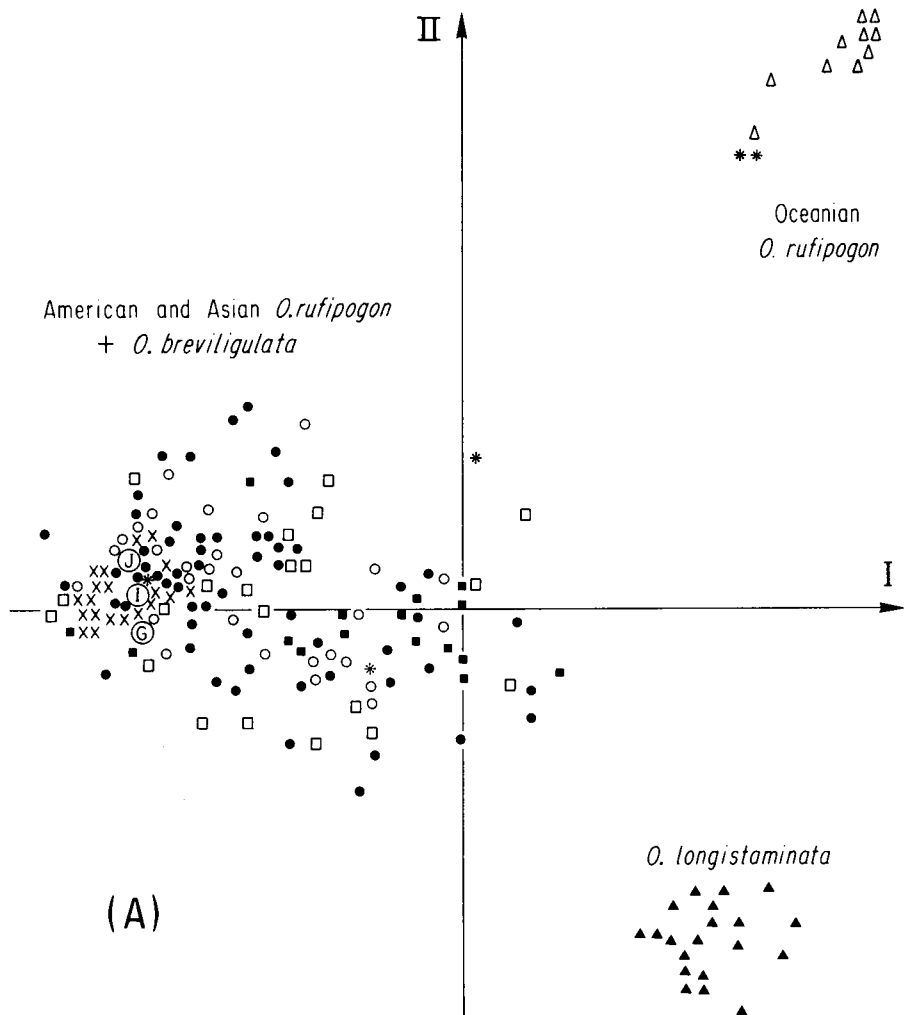 II
Oceanian
O. rufipogon
American and Asian O.rufipogon
+ O. breviligulata
I
J
I
G
O. longistaminata
(A)